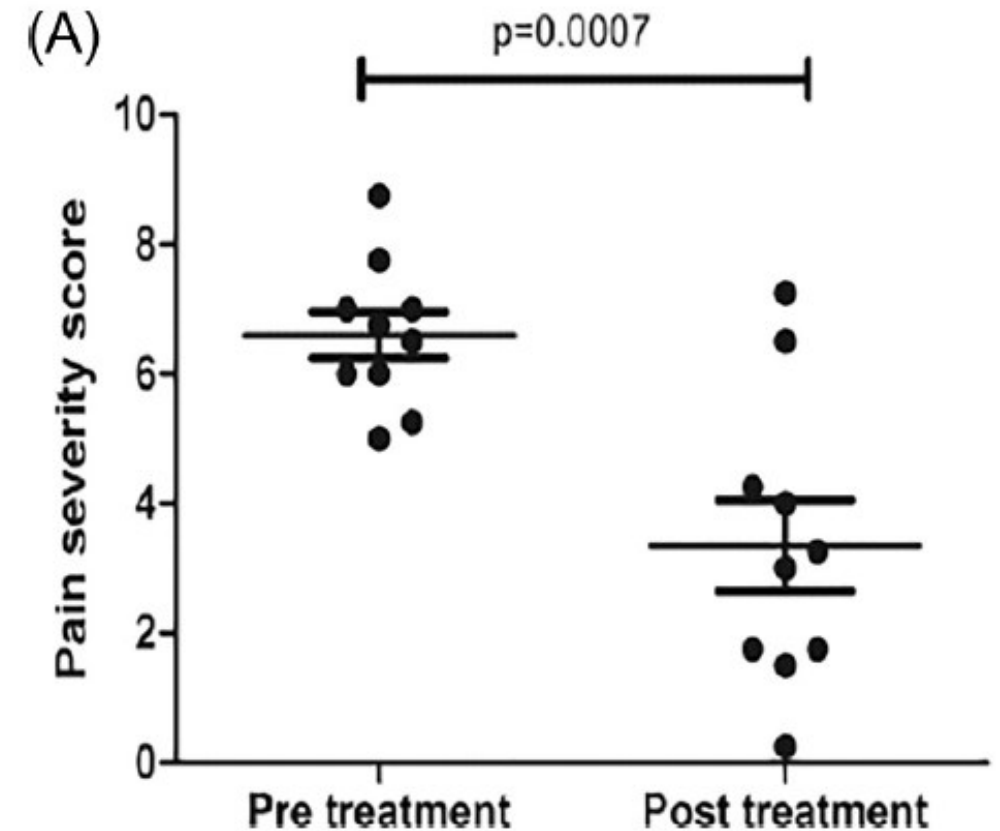 (A)
p=0.0007
Pain severity score
10
8
6
4
2
0
Pre treatment
Post treatment